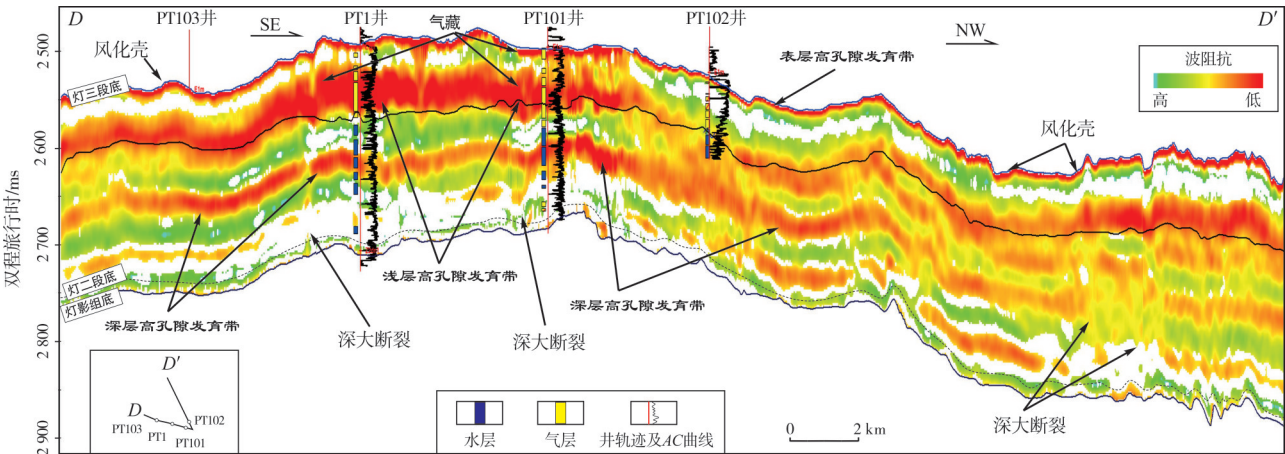 D
PT103井
SE
PT1井
气藏
PT101井
PT102井
NW
D′
风化壳
表层高孔隙发育带
波阻抗
高
低
风化壳
灯三段底
2 500
2 600
2 700
2 800
2 900
双程旅行时/ms
灯二段底
灯影组底
浅层高孔隙发育带
深层高孔隙发育带
深层高孔隙发育带
深大断裂
深大断裂
深大断裂
D′
D
PT103
PT1
PT102
PT101
水层
气层
井轨迹及AC曲线
0
2 km